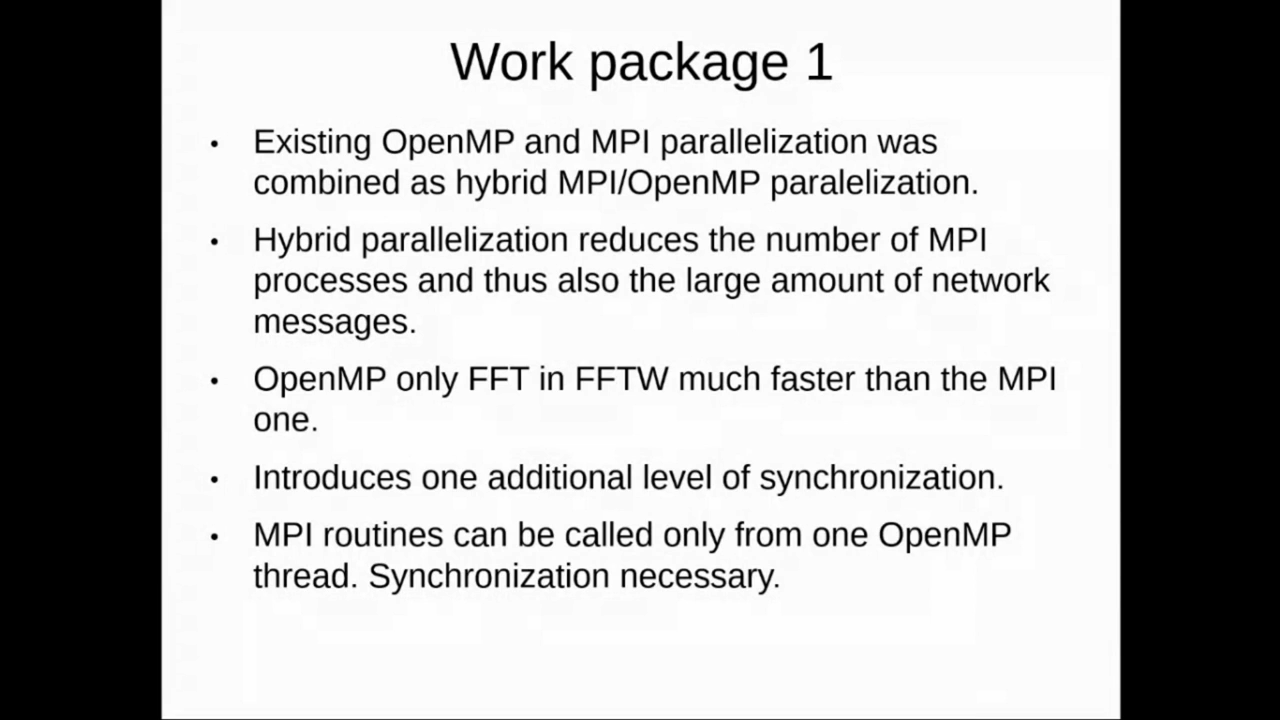 Work package 1
• Existing OpenMP and MPI parallelization was
combined as hybrid MPI/OpenMP paralelization.
• Hybrid parallelization reduces the number of MPI
processes and thus also the large amount of network
messages.
• OpenMP only FFT in FFTW much faster than the MPI
one.
• Introduces one additional level of synchronization.
• MPI routines can be called only from one OpenMP
thread. Synchronization necessary.